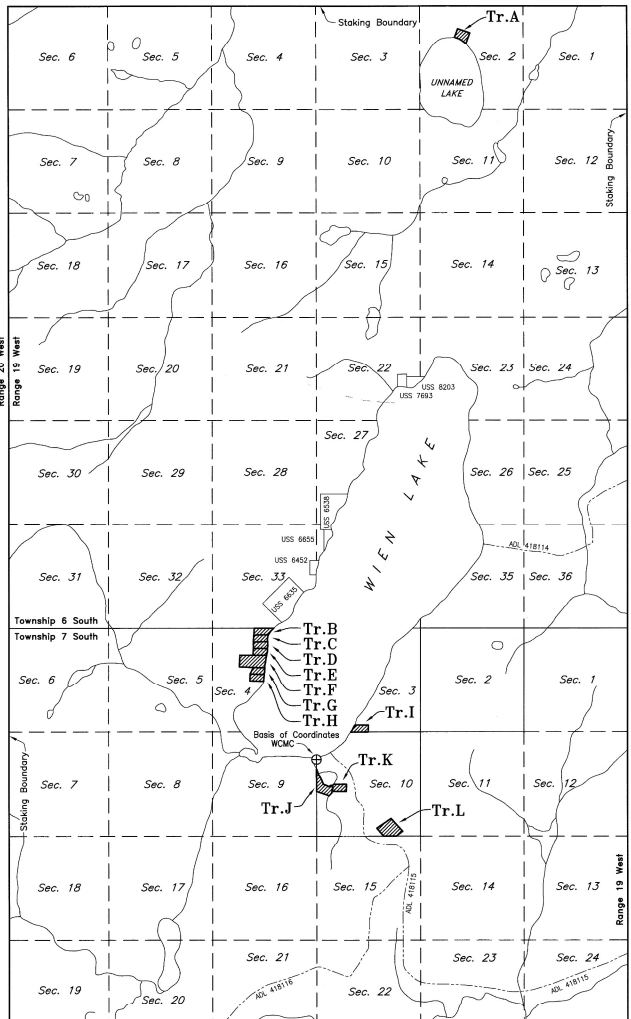 Staking Boundary
Tr.A
Sec. 6
Sec. 5
Sec. 4
Sec. 3
Sec. 2
Sec. 1
UNNAMED
LAKE
Sec. 7
Sec. 8
Sec. 9
Sec. 10
Sec. 11
Sec. 12
Staking Boundary
Sec. 18
Sec. 17
Sec. 16
Sec. 15
Sec. 14
Sec. 13
Range 20 West
Range 19 West
Sec. 19
Sec. 20
Sec. 21
Sec. 22
Sec. 23
Sec. 24
USS 8203
USS 7693
Sec. 27
Sec. 30
Sec. 29
Sec. 28
Sec. 26
Sec. 25
WIEN LAKE
USS 6538
USS 6655
ADL 418114
USS 6452
Sec. 31
Sec. 32
Sec. 33
Sec. 35
Sec. 36
USS 6635
Township 6 South
Township 7 South
Tr.B
Tr.C
Tr.D
Tr.E
Tr.F
Tr.G
Tr.H
Sec. 6
Sec. 5
Sec. 4
Sec. 3
Sec. 2
Sec. 1
Tr.I
Basis of Coordinates
WCMC
Tr.K
Sec. 7
Sec. 8
Sec. 9
Sec. 10
Sec. 11
Sec. 12
Staking Boundary
Tr.J
Tr.L
Sec. 18
Sec. 17
Sec. 16
Sec. 15
ADL 418115
Sec. 14
Sec. 13
Range 19 West
Sec. 21
Sec. 23
Sec. 24
Sec. 19
Sec. 20
ADL 418116
Sec. 22
ADL 418115